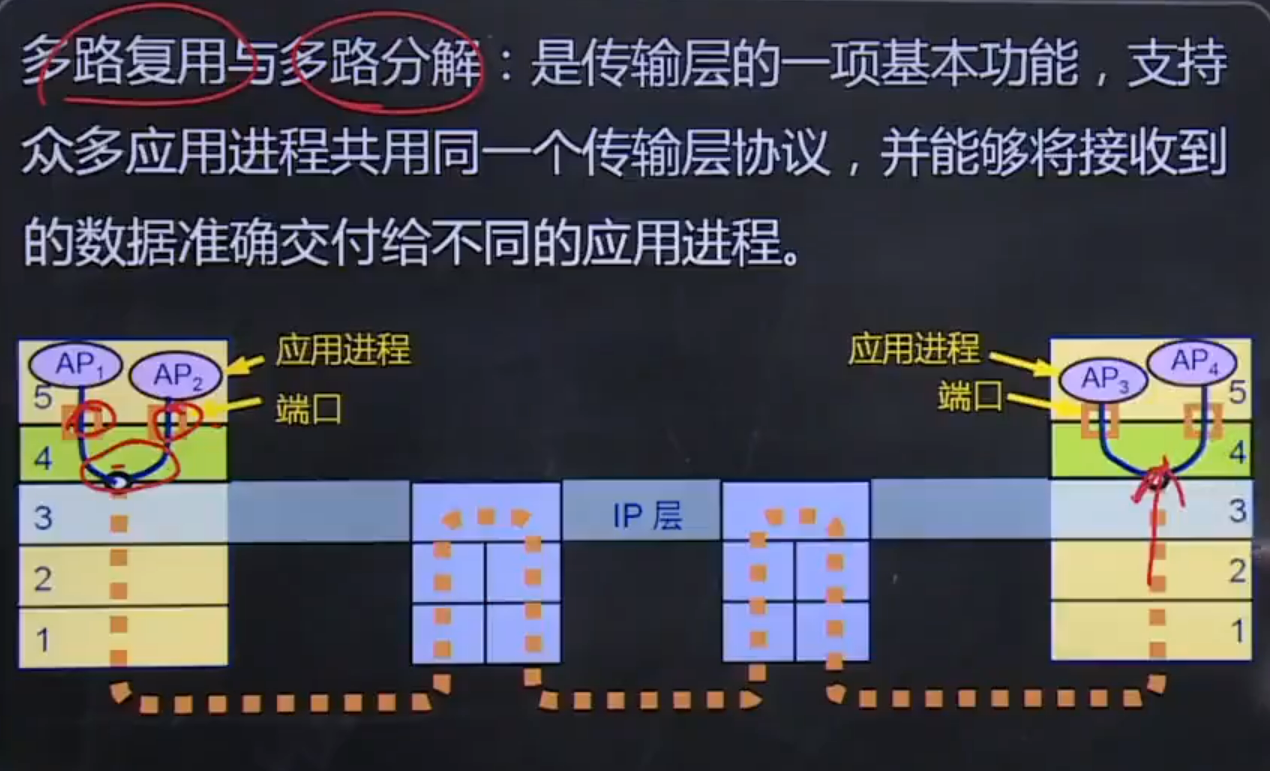 多路复用与多路分解：是传输层的一项基本功能，支持
众多应用进程共用同一个传输层协议，并能够将接收到
的数据准确交付给不同的应用进程。
AP₁
AP₂
应用进程
端口
5
4
3
2
1
IP 层
应用进程
端口
AP₃
AP₄
5
4
3
2
1